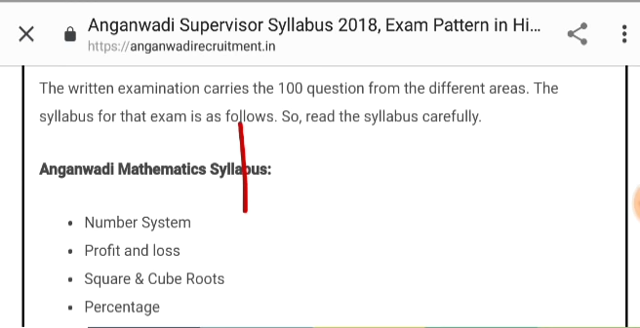 Anganwadi Supervisor Syllabus 2018, Exam Pattern in Hi...
https://anganwadirecruitment.in
The written examination carries the 100 question from the different areas. The
syllabus for that exam is as follows. So, read the syllabus carefully.
Anganwadi Mathematics Syllabus:
• Number System
• Profit and loss
• Square & Cube Roots
• Percentage